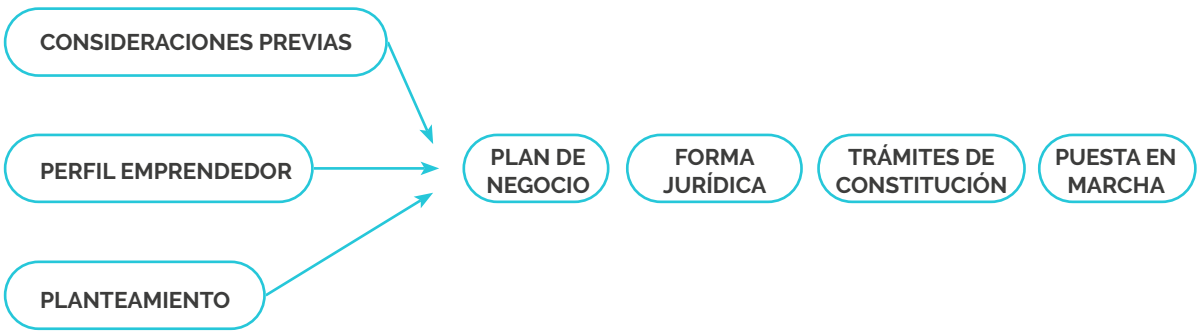 CONSIDERACIONES PREVIAS
PERFIL EMPRENDEDOR
PLANTEAMIENTO
PLAN DE
NEGOCIO
FORMA
JURÍDICA
TRÁMITES DE
CONSTITUCIÓN
PUESTA EN
MARCHA